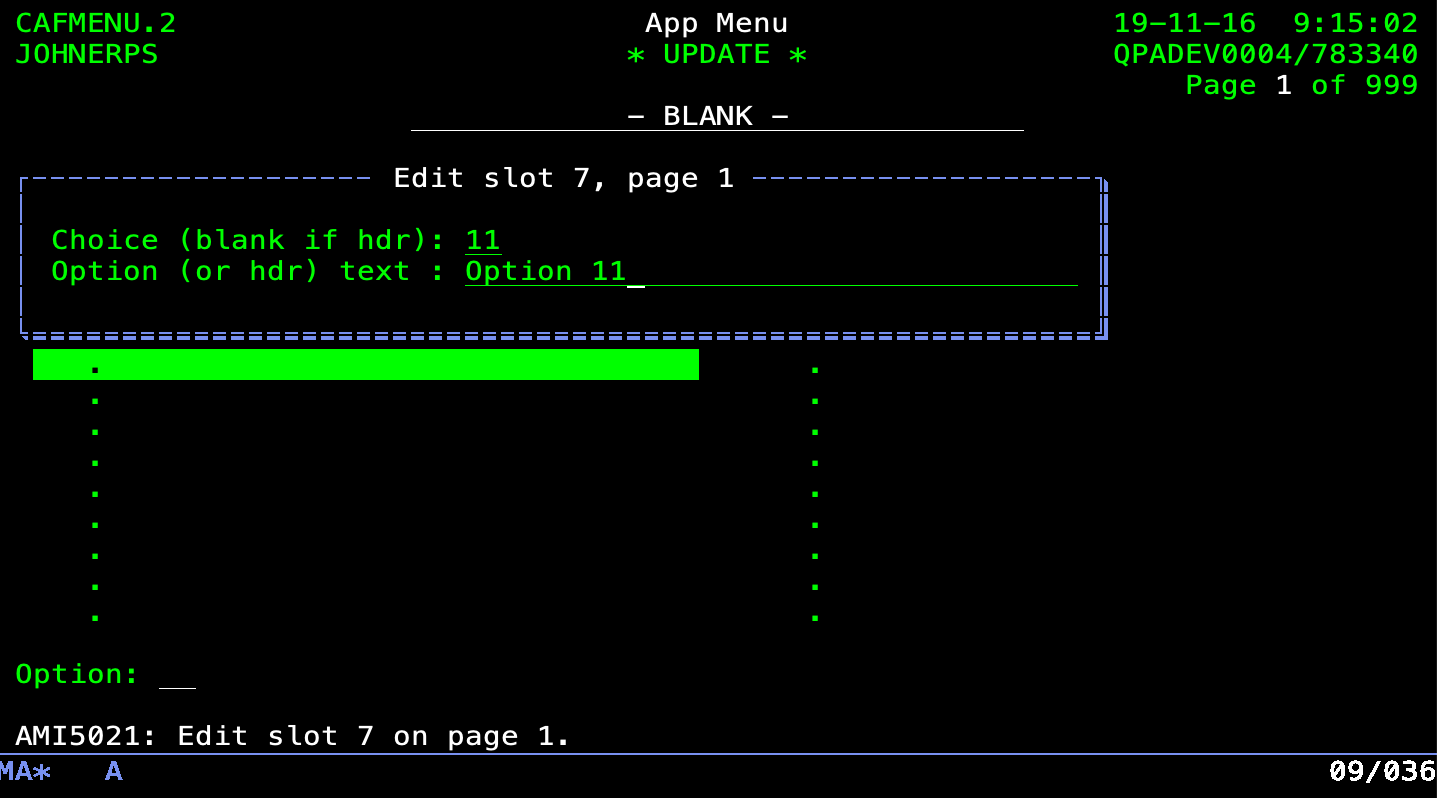 CAFMENU.2 App Menu 19-11-16 9:15:02
JOHNERPS * UPDATE * QPADEV0004/783340
Page 1 of 999
- BLANK -
Edit slot 7, page 1
Choice (blank if hdr): 11
Option (or hdr) text : Option 11_
. .
. .
. .
. .
. .
. .
. .
. .
. .
Option: __
AMI5021: Edit slot 7 on page 1.
MA* A 09/036